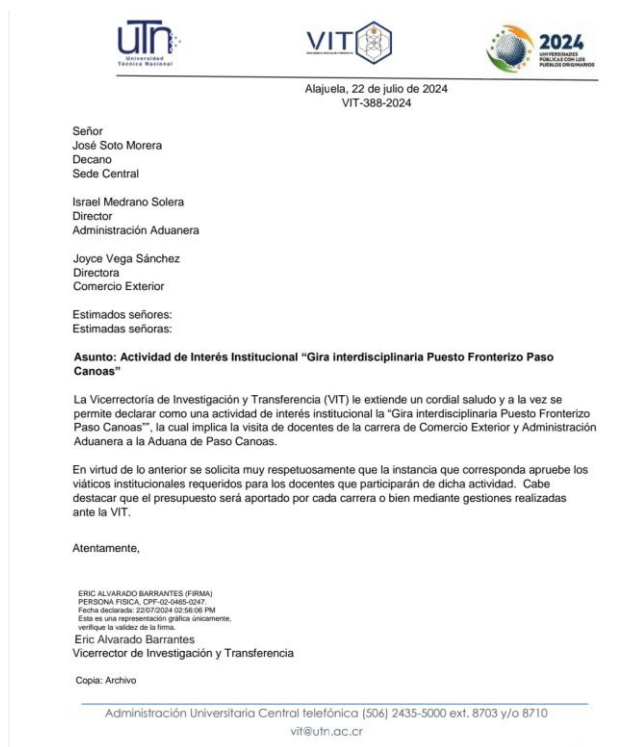 UTN
Universidad
Técnica Nacional
VIT
2024
UNIVERSIDADES
PÚBLICAS CON LOS
PUEBLOS ORIGINARIOS
Alajuela, 22 de julio de 2024
VIT-388-2024
Señor
José Soto Morera
Decano
Sede Central
Israel Medrano Solera
Director
Administración Aduanera
Joyce Vega Sánchez
Directora
Comercio Exterior
Estimados señores:
Estimadas señoras:
Asunto: Actividad de Interés Institucional “Gira interdisciplinaria Puesto Fronterizo Paso
Canoas”
La Vicerrectoría de Investigación y Transferencia (VIT) le extiende un cordial saludo y a la vez se
permite declarar como una actividad de interés institucional la “Gira interdisciplinaria Puesto Fronterizo
Paso Canoas””, la cual implica la visita de docentes de la carrera de Comercio Exterior y Administración
Aduanera a la Aduana de Paso Canoas.
En virtud de lo anterior se solicita muy respetuosamente que la instancia que corresponda apruebe los
viáticos institucionales requeridos para los docentes que participarán de dicha actividad. Cabe
destacar que el presupuesto será aportado por cada carrera o bien mediante gestiones realizadas
ante la VIT.
Atentamente,
ERIC ALVARADO BARRANTES (FIRMA)
PERSONA FISICA, CPF-02-0465-0247.
Fecha declarada: 22/07/2024 02:56:06 PM
Esta es una representación gráfica únicamente,
verifique la validez de la firma.
Eric Alvarado Barrantes
Vicerrector de Investigación y Transferencia
Copia: Archivo
Administración Universitaria Central telefónica (506) 2435-5000 ext. 8703 y/o 8710
vit@utn.ac.cr